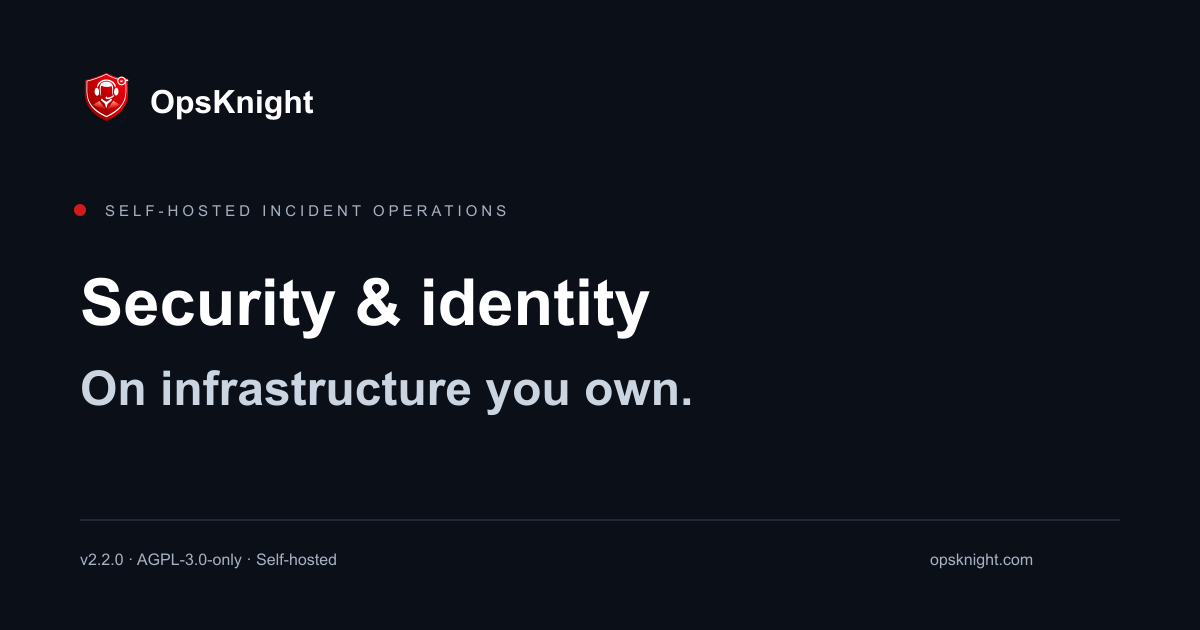 OpsKnight
SELF-HOSTED INCIDENT OPERATIONS
Security & identity
On infrastructure you own.
v2.2.0 · AGPL-3.0-only · Self-hosted
opsknight.com